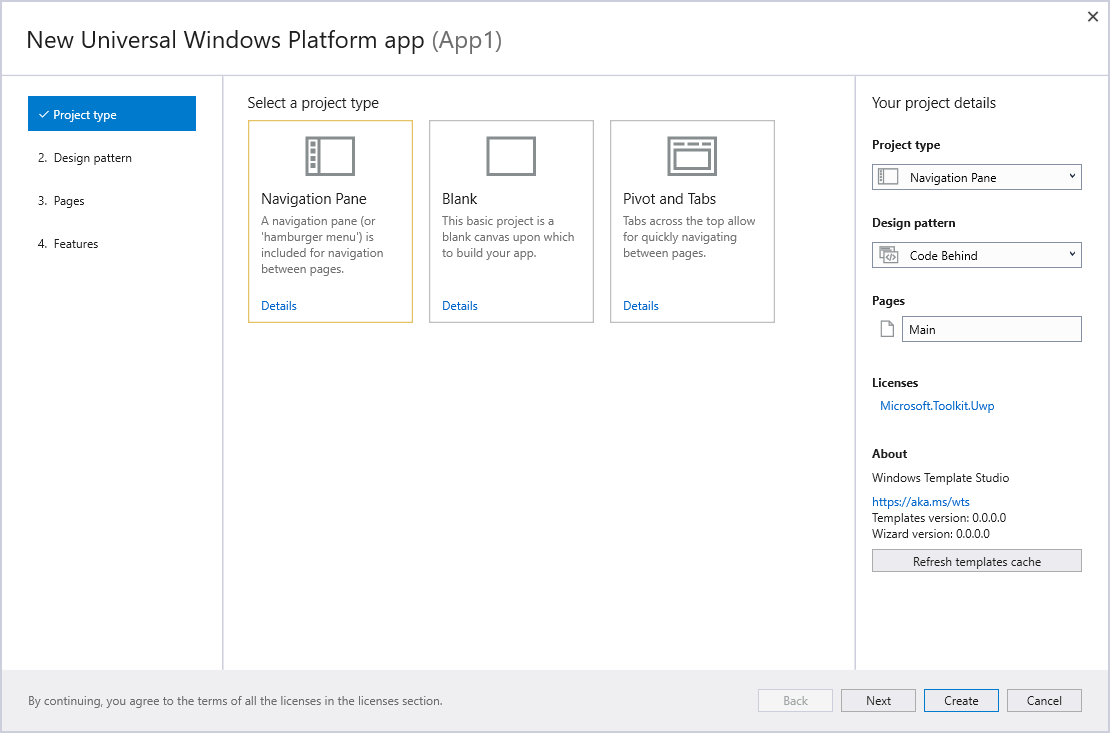 New Universal Windows Platform app (App1)
Project type
2. Design pattern
3. Pages
4. Features
Select a project type
Navigation Pane
A navigation pane (or
'hamburger menu') is
included for navigation
between pages.
Details
Blank
This basic project is a
blank canvas upon which
to build your app.
Details
Pivot and Tabs
Tabs across the top allow
for quickly navigating
between pages.
Details
Your project details
Project type
Navigation Pane
Design pattern
Code Behind
Pages
Main
Licenses
Microsoft.Toolkit.Uwp
About
Windows Template Studio
https://aka.ms/wts
Templates version: 0.0.0.0
Wizard version: 0.0.0.0
Refresh templates cache
By continuing, you agree to the terms of all the licenses in the licenses section.
Back
Next
Create
Cancel